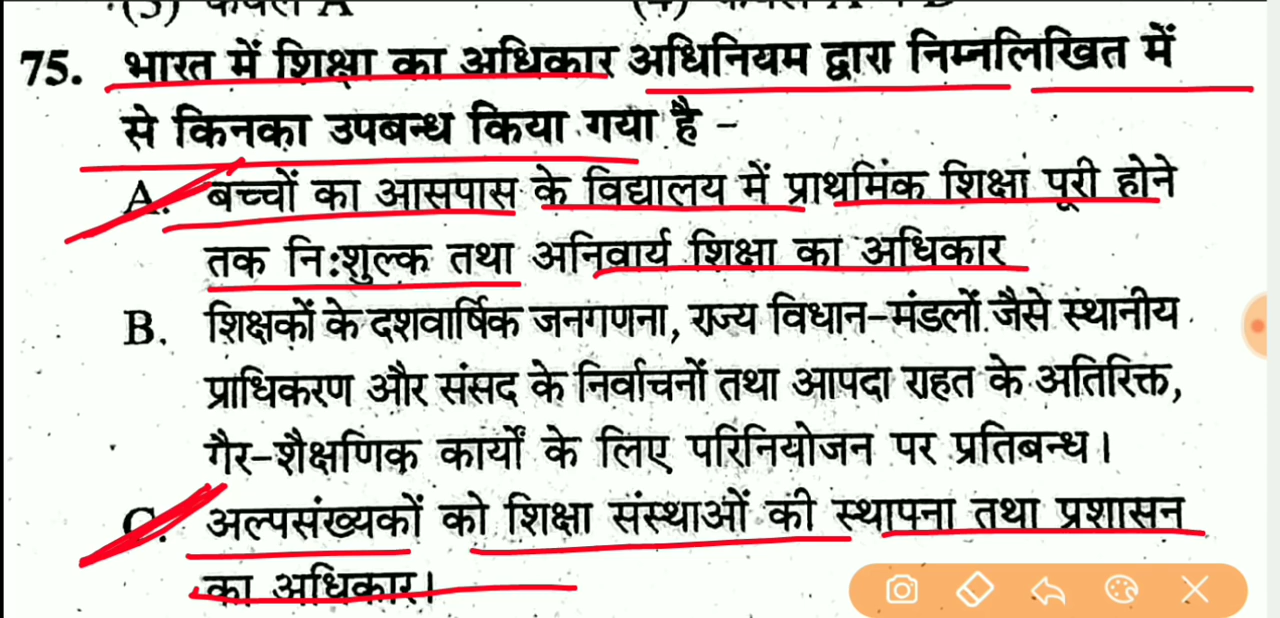 75. भारत में शिक्षा का अधिकार अधिनियम द्वारा निम्नलिखित में
से किनका उपबन्ध किया गया है -
A. बच्चों का आसपास के विद्यालय में प्राथमिक शिक्षा पूरी होने
तक नि:शुल्क तथा अनिवार्य शिक्षा का अधिकार
B. शिक्षकों के दशवार्षिक जनगणना, राज्य विधान-मंडलों जैसे स्थानीय
प्राधिकरण और संसद के निर्वाचनों तथा आपदा राहत के अतिरिक्त,
गैर-शैक्षणिक कार्यों के लिए परिनियोजन पर प्रतिबन्ध।
C. अल्पसंख्यकों को शिक्षा संस्थाओं की स्थापना तथा प्रशासन
का अधिकार।